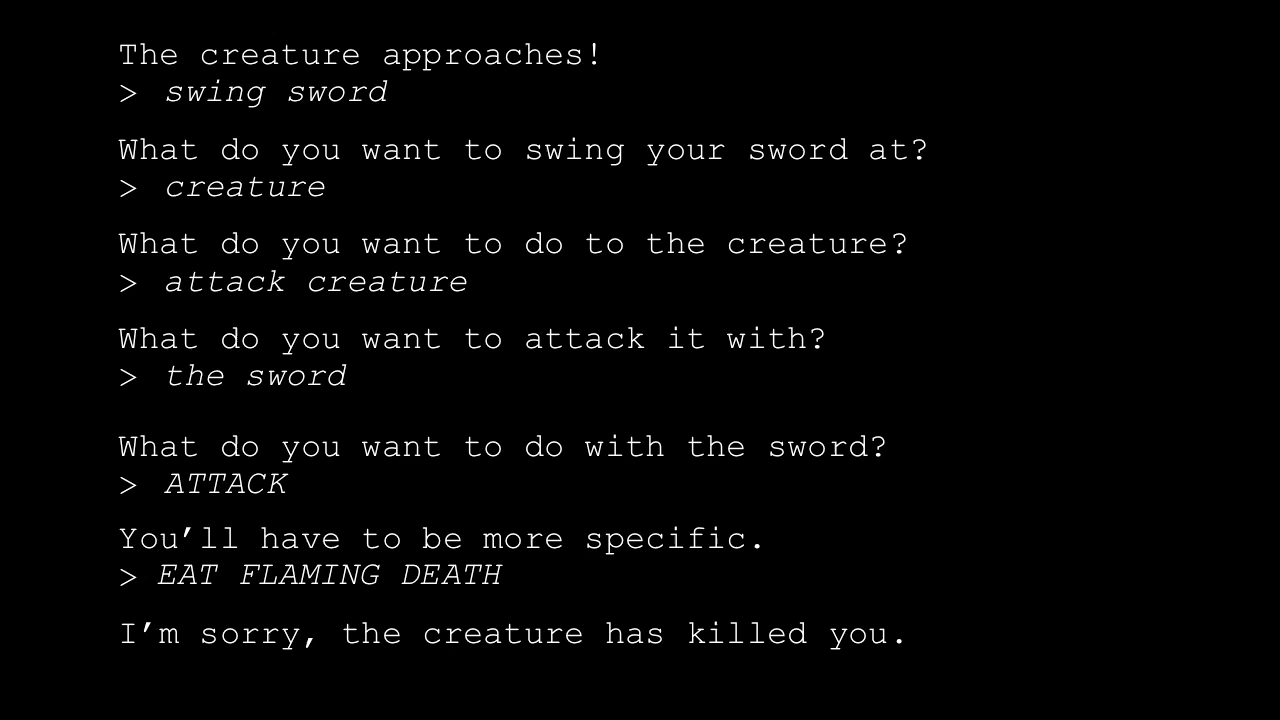 The creature approaches!
> swing sword
What do you want to swing your sword at?
> creature
What do you want to do to the creature?
> attack creature
What do you want to attack it with?
> the sword
What do you want to do with the sword?
> ATTACK
You’ll have to be more specific.
> EAT FLAMING DEATH
I’m sorry, the creature has killed you.